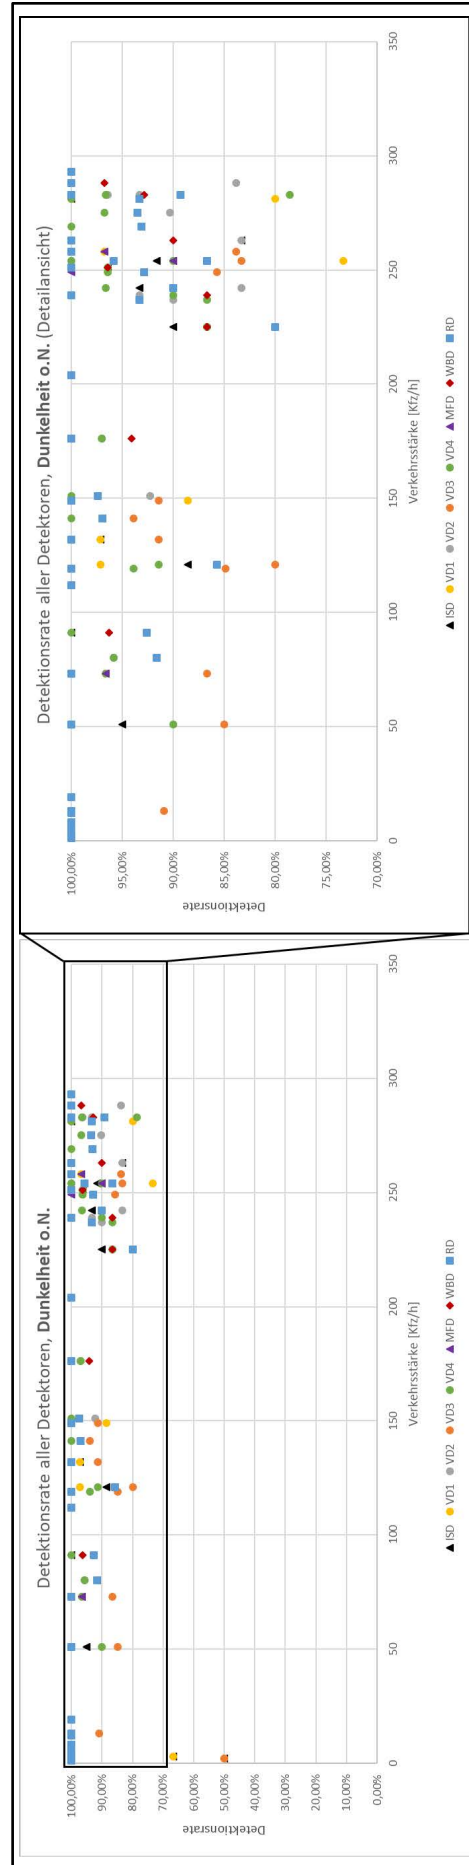 Detektionsrate aller Detektoren, Dunkelheit o.N.
100,00%
90,00%
80,00%
70,00%
60,00%
50,00%
40,00%
30,00%
20,00%
10,00%
0,00%
Detektionsrate
0 50 100 150 200 250 300 350
Verkehrsstärke [Kfz/h]
ISD VD1 VD2 VD3 VD4 MFD WBD RD
Detektionsrate aller Detektoren, Dunkelheit o.N. (Detailansicht)
100,00%
95,00%
90,00%
85,00%
80,00%
75,00%
70,00%
Detektionsrate
0 50 100 150 200 250 300 350
Verkehrsstärke [Kfz/h]
ISD VD1 VD2 VD3 VD4 MFD WBD RD